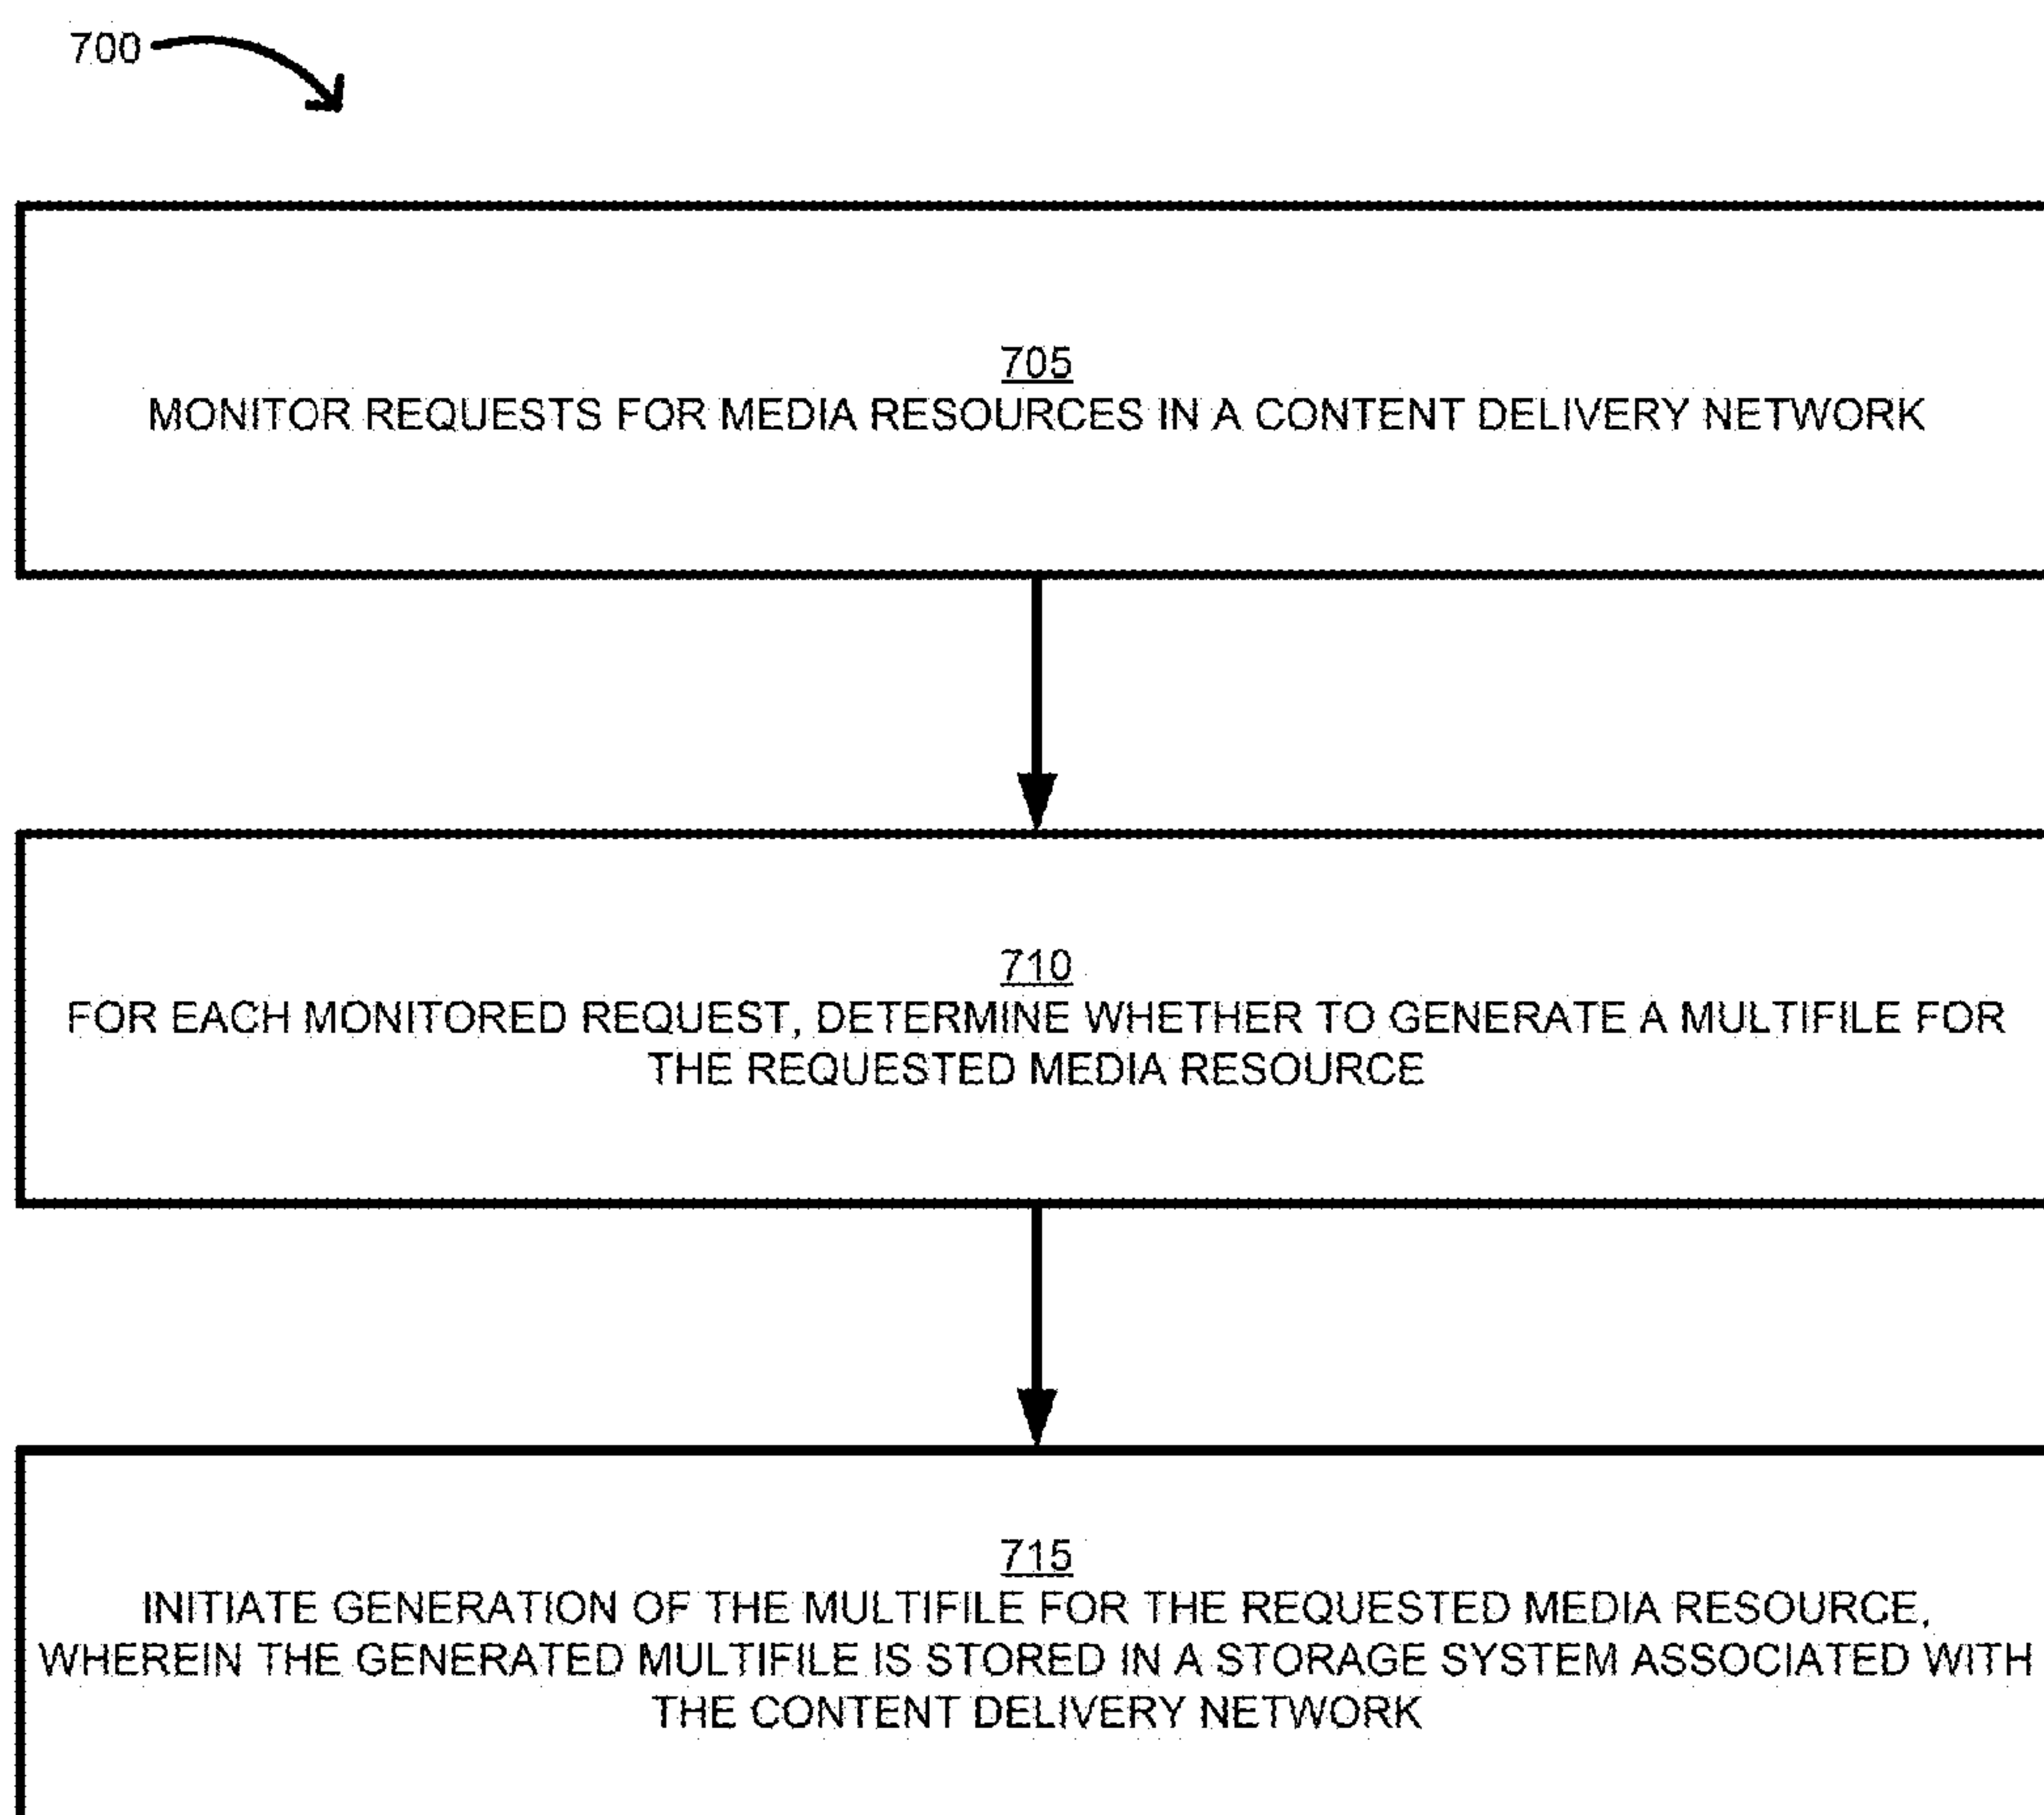 700
705
MONITOR REQUESTS FOR MEDIA RESOURCES IN A CONTENT DELIVERY NETWORK
710
FOR EACH MONITORED REQUEST, DETERMINE WHETHER TO GENERATE A MULTIFILE FOR
THE REQUESTED MEDIA RESOURCE
715
INITIATE GENERATION OF THE MULTIFILE FOR THE REQUESTED MEDIA RESOURCE,
WHEREIN THE GENERATED MULTIFILE IS STORED IN A STORAGE SYSTEM ASSOCIATED WITH
THE CONTENT DELIVERY NETWORK